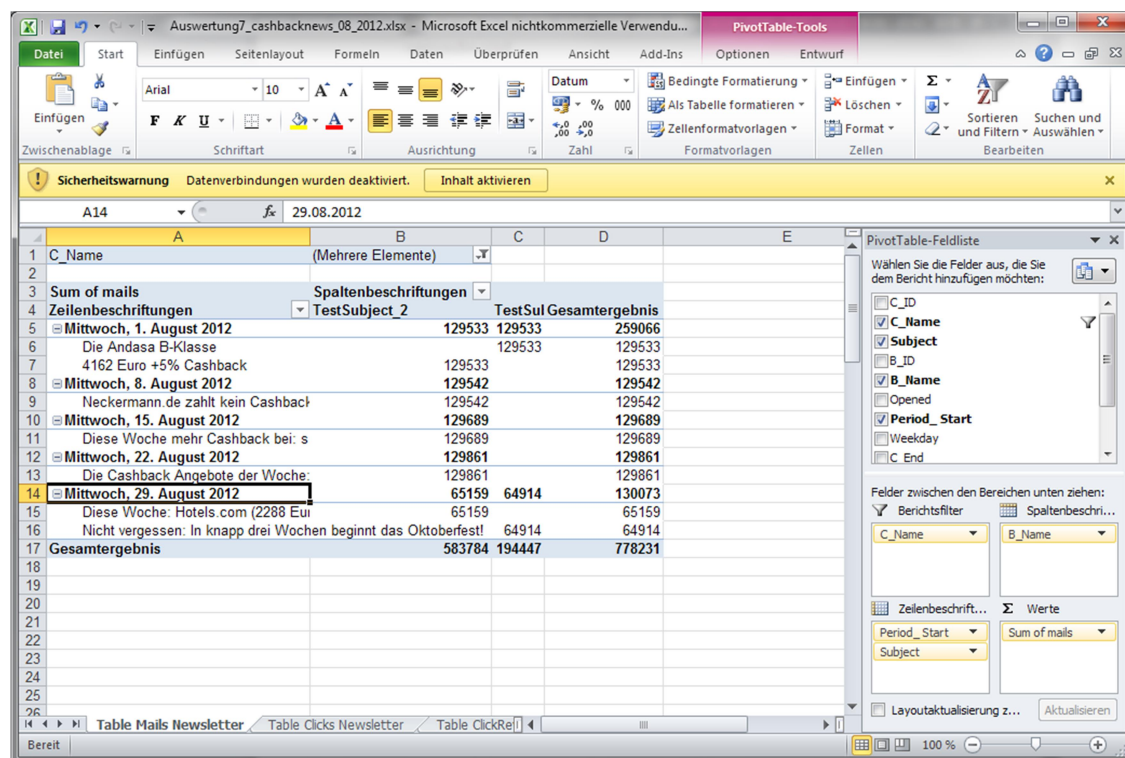 Auswertung7_cashbacknews_08_2012.xlsx - Microsoft Excel nichtkommerzielle Verwendu...
PivotTable-Tools
Datei Start Einfügen Seitenlayout Formeln Daten Überprüfen Ansicht Add-Ins Optionen Entwurf
Einfügen
Arial 10
F K U
Datum
% 000
Bedingte Formatierung
Als Tabelle formatieren
Zellenformatvorlagen
Einfügen
Löschen
Format
Sortieren und Filtern
Suchen und Auswählen
Zwischenablage Schriftart Ausrichtung Zahl Formatvorlagen Zellen Bearbeiten
Sicherheitswarnung Datenverbindungen wurden deaktiviert. Inhalt aktivieren
A14 fx 29.08.2012
A B C D E
1 C_Name (Mehrere Elemente)
2
3 Sum of mails Spaltenbeschriftungen
4 Zeilenbeschriftungen TestSubject_2 TestSul Gesamtergebnis
5 Mittwoch, 1. August 2012 129533 129533 259066
6 Die Andasa B-Klasse 129533 129533
7 4162 Euro +5% Cashback 129533 129533
8 Mittwoch, 8. August 2012 129542 129542
9 Neckermann.de zahlt kein Cashback 129542 129542
10 Mittwoch, 15. August 2012 129689 129689
11 Diese Woche mehr Cashback bei: s 129689 129689
12 Mittwoch, 22. August 2012 129861 129861
13 Die Cashback Angebote der Woche: 129861 129861
14 Mittwoch, 29. August 2012 65159 64914 130073
15 Diese Woche: Hotels.com (2288 Eur 65159 65159
16 Nicht vergessen: In knapp drei Wochen beginnt das Oktoberfest! 64914 64914
17 Gesamtergebnis 583784 194447 778231
18
19
20
21
22
23
24
25
26
PivotTable-Feldliste
Wählen Sie die Felder aus, die Sie
dem Bericht hinzufügen möchten:
C_ID
C_Name
Subject
B_ID
B_Name
Opened
Period_ Start
Weekday
C End
Felder zwischen den Bereichen unten ziehen:
Berichtsfilter Spaltenbeschri...
C_Name B_Name
Zeilenbeschrift... Σ Werte
Period_ Start Sum of mails
Subject
Layoutaktualisierung z... Aktualisieren
Table Mails Newsletter Table Clicks Newsletter Table ClickRe
Bereit 100 %